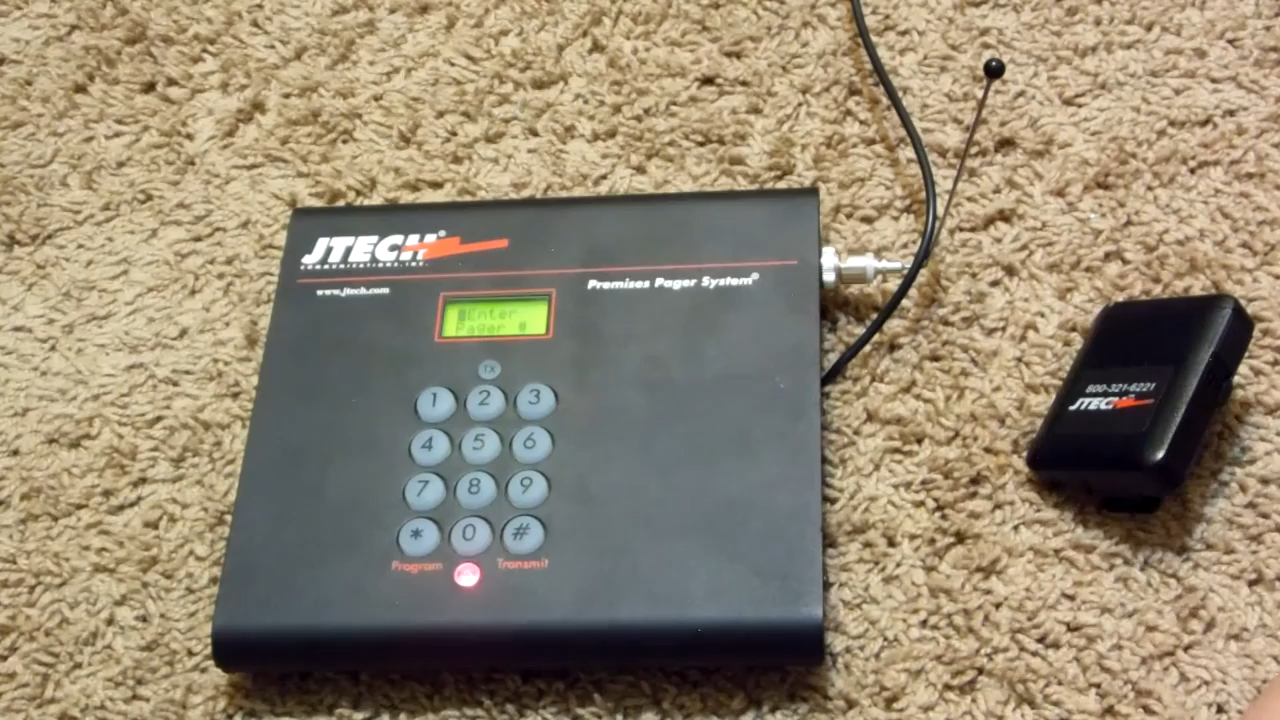 JTECH®
COMMUNICATIONS, INC.
www.jtech.com
Premises Pager System®
Enter
Pager #
TX
1 2 3
4 5 6
7 8 9
* 0 #
Program Transmit
800-321-6221
JTECH